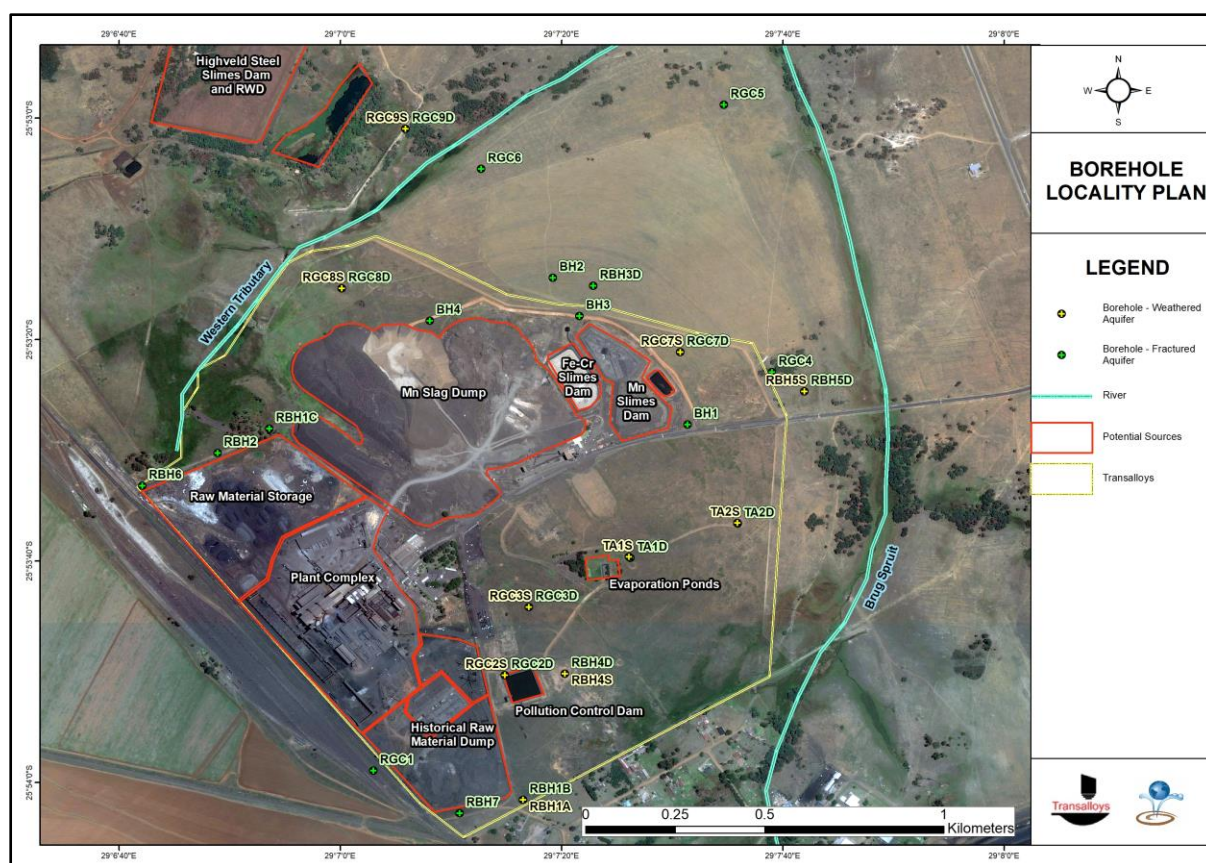 29°6'40"E
29°7'0"E
29°7'20"E
29°7'40"E
29°8'0"E
25°53'0"S
25°53'20"S
25°53'40"S
25°54'0"S
Highveld Steel
Slimes Dam
and RWD
RGC9S RGC9D
RGC5
RGC6
Western Tributary
RGC8S RGC8D
BH2
RBH3D
BH4
BH3
RGC7S RGC7D
RGC4
RBH5S RBH5D
Mn Slag Dump
Fe-Cr
Slimes
Dam
Mn
Slimes
Dam
BH1
RBH1C
RBH2
RBH6
Raw Material Storage
TA2S TA2D
TA1S TA1D
Evaporation Ponds
Plant Complex
RGC3S RGC3D
Brug Spruit
RGC2S RGC2D
RBH4D
RBH4S
Pollution Control Dam
Historical Raw
Material Dump
RGC1
RBH7
RBH1B
RBH1A
0 0.25 0.5 1
Kilometers
N
W E
S
BOREHOLE
LOCALITY PLAN
LEGEND
Borehole - Weathered
Aquifer
Borehole - Fractured
Aquifer
River
Potential Sources
Transalloys
Transalloys